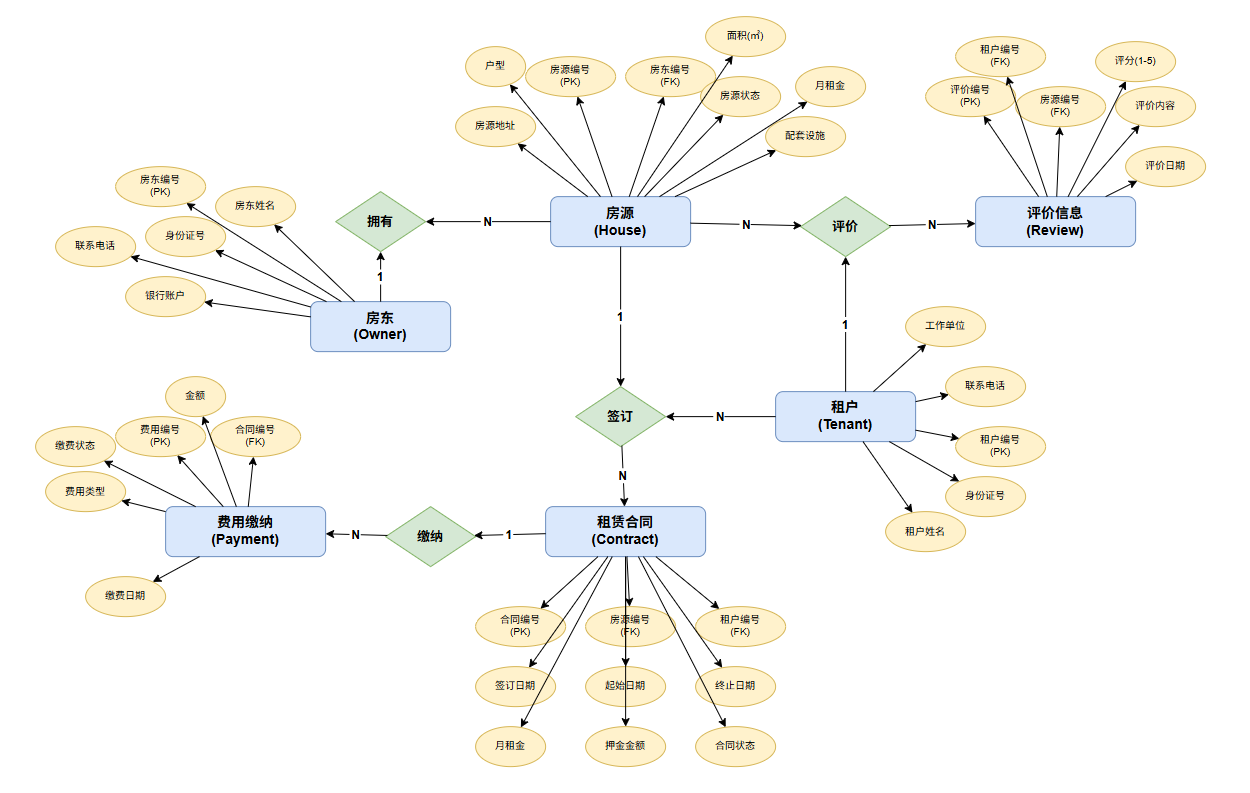 面积(㎡)
户型
房源编号
(PK)
房东编号
(FK)
房源状态
月租金
房源地址
配套设施
租户编号
(FK)
评分(1-5)
评价编号
(PK)
房源编号
(FK)
评价内容
评价日期
房东编号
(PK)
房东姓名
身份证号
联系电话
银行账户
拥有
N
房源
(House)
N
评价
N
评价信息
(Review)
1
房东
(Owner)
1
1
工作单位
联系电话
租户编号
(PK)
身份证号
租户姓名
签订
N
租户
(Tenant)
金额
费用编号
(PK)
合同编号
(FK)
缴费状态
费用类型
N
费用缴纳
(Payment)
N
缴纳
1
租赁合同
(Contract)
缴费日期
合同编号
(PK)
房源编号
(FK)
租户编号
(FK)
签订日期
起始日期
终止日期
月租金
押金金额
合同状态